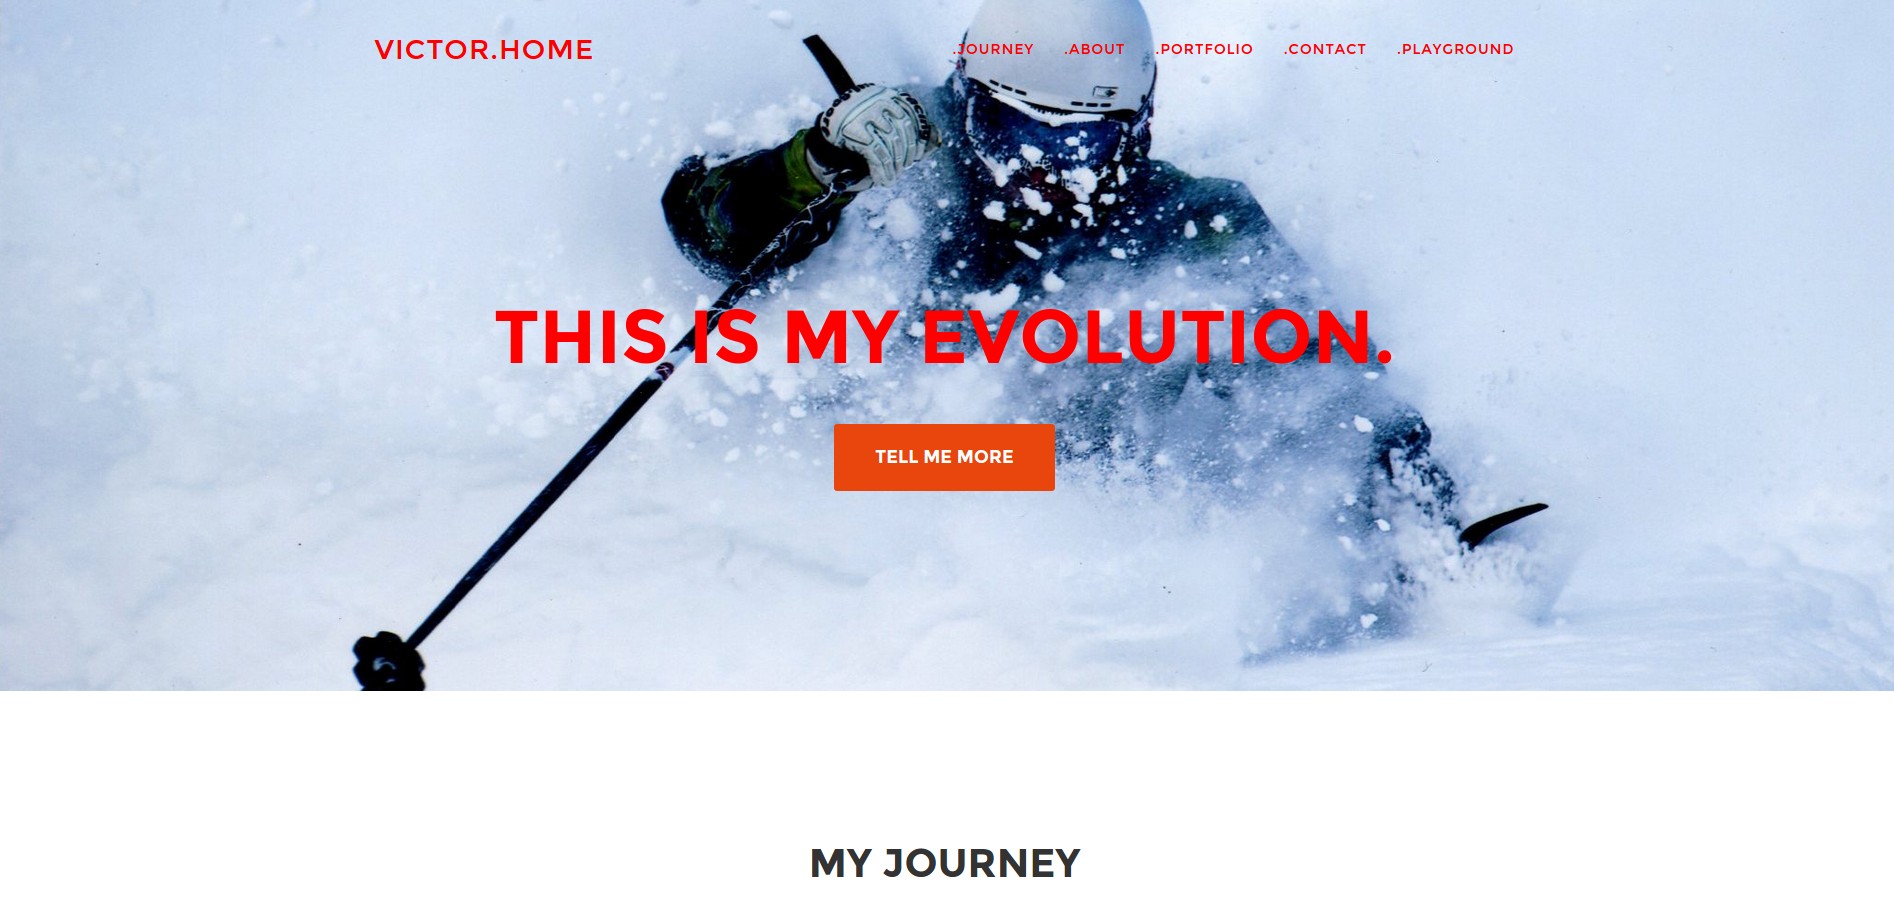 VICTOR.HOME
.JOURNEY .ABOUT .PORTFOLIO .CONTACT .PLAYGROUND
THIS IS MY EVOLUTION.
TELL ME MORE
MY JOURNEY